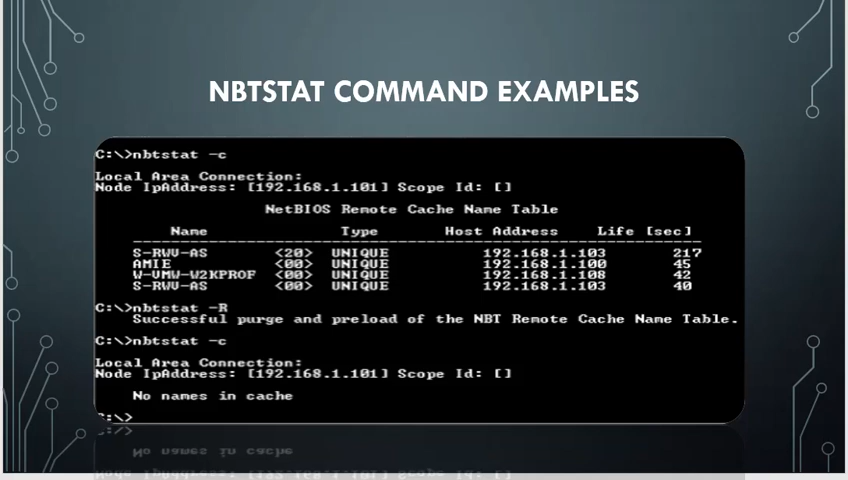 NBTSTAT COMMAND EXAMPLES
C:\>nbtstat -c
Local Area Connection:
Node IpAddress: [192.168.1.101] Scope Id: []
NetBIOS Remote Cache Name Table
Name Type Host Address Life [sec]
S-RWV-AS <20> UNIQUE 192.168.1.103 217
AMIE <00> UNIQUE 192.168.1.100 45
W-VMW-W2KPROF <00> UNIQUE 192.168.1.108 42
S-RWV-AS <00> UNIQUE 192.168.1.103 40
C:\>nbtstat -R
Successful purge and preload of the NBT Remote Cache Name Table.
C:\>nbtstat -c
Local Area Connection:
Node IpAddress: [192.168.1.101] Scope Id: []
No names in cache
C:\>